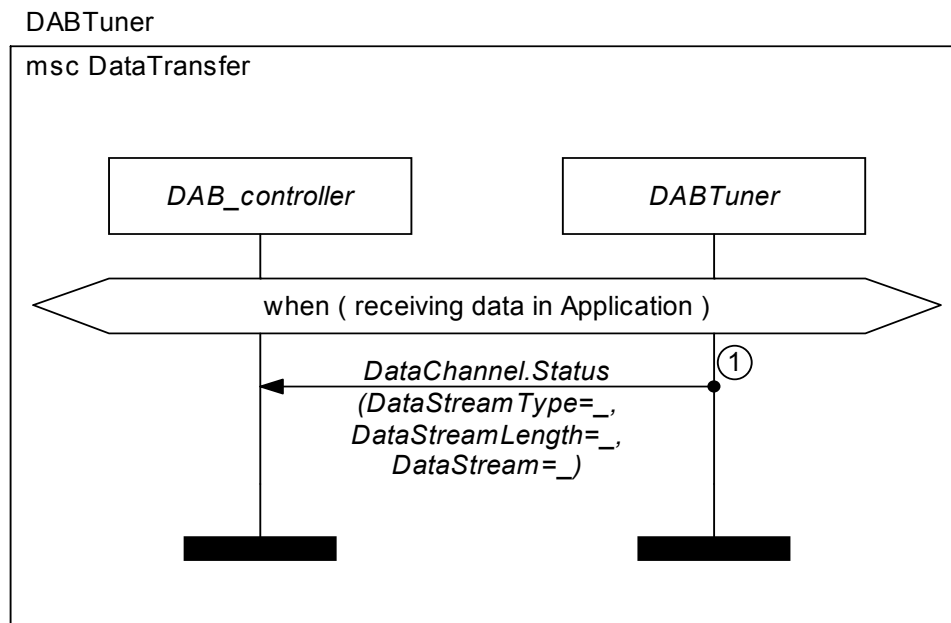 DABTuner
msc DataTransfer
DAB_controller
DABTuner
when ( receiving data in Application )
1
DataChannel.Status
(DataStreamType=_,
DataStreamLength=_,
DataStream=_)